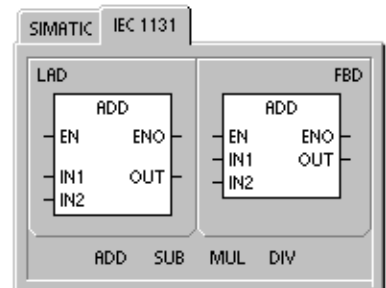 SIMATIC IEC 1131
LAD FBD
ADD ADD
EN ENO EN ENO
IN1 OUT IN1 OUT
IN2 IN2
ADD SUB MUL DIV